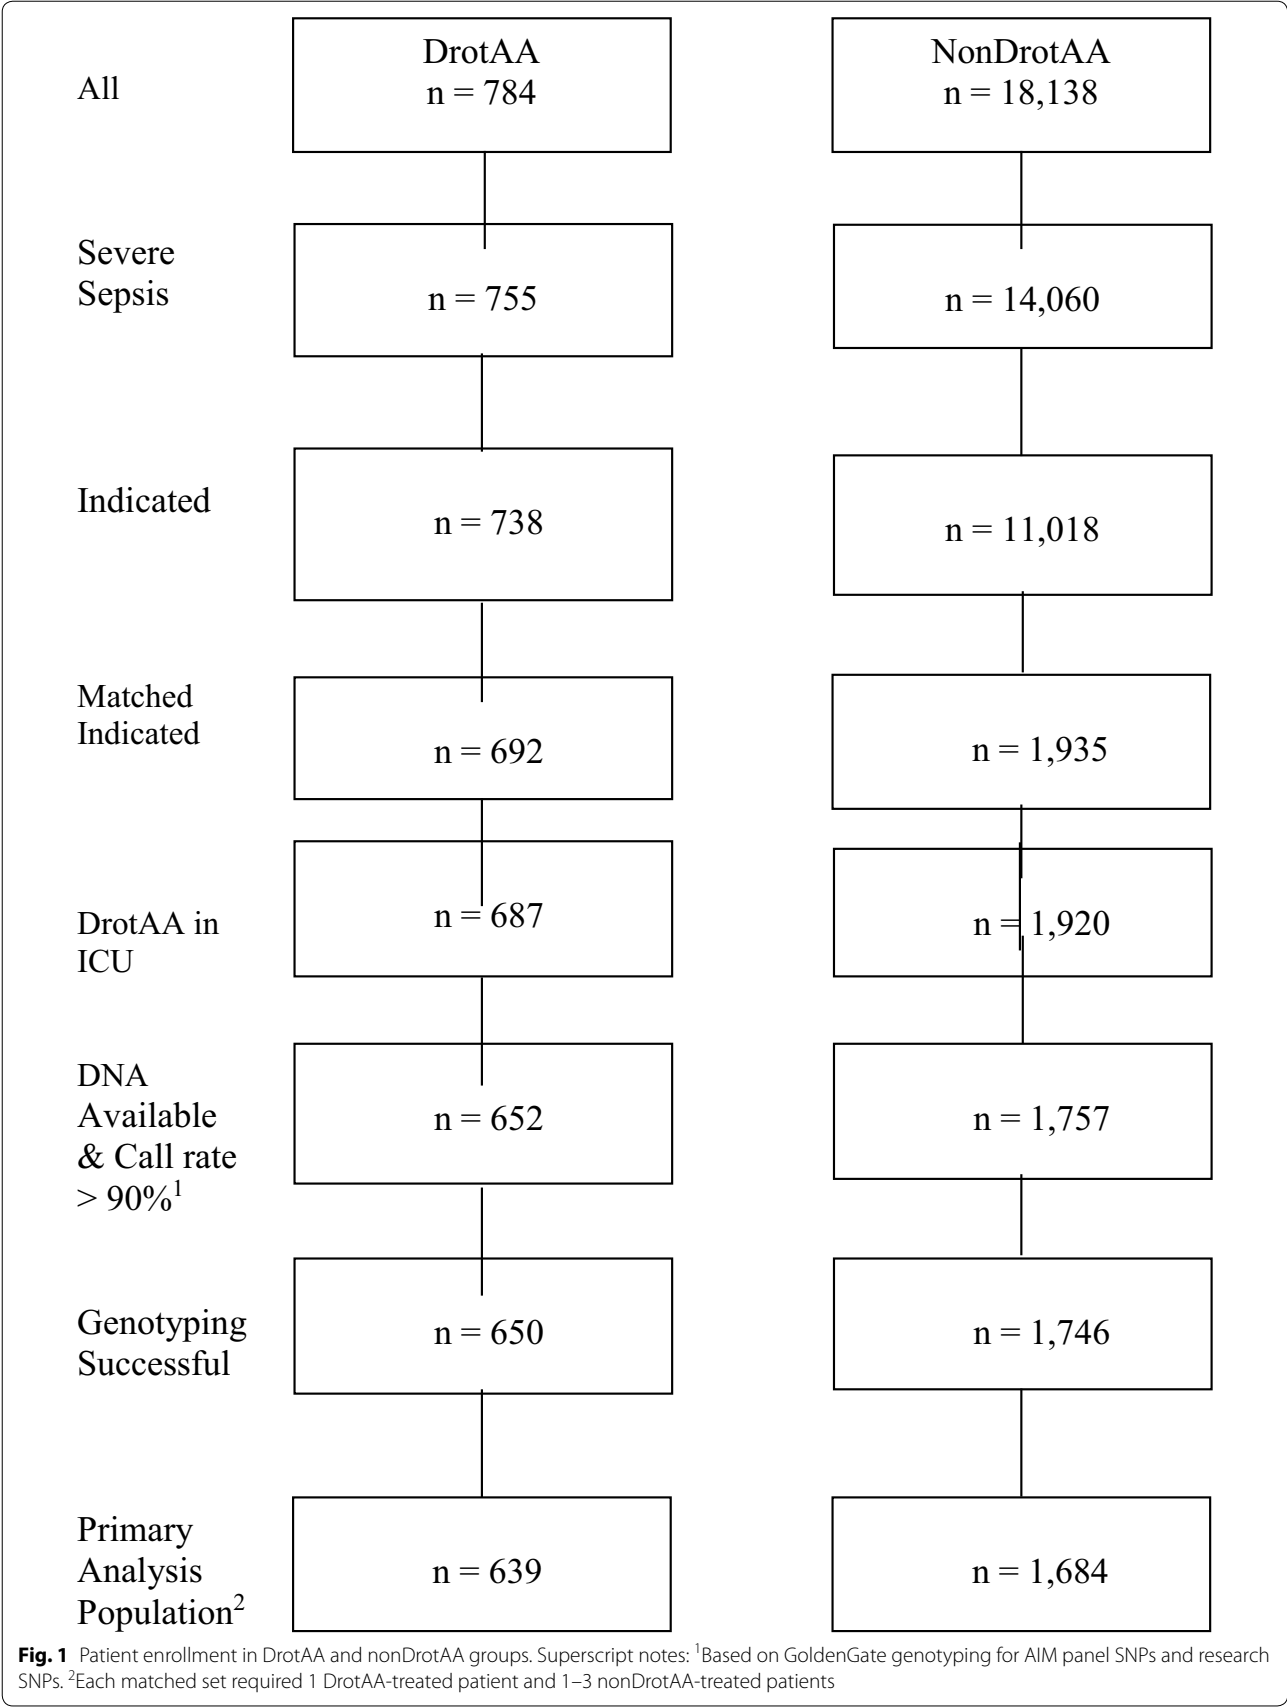 All
DrotAA
n = 784
NonDrotAA
n = 18,138
Severe
Sepsis
n = 755
n = 14,060
Indicated
n = 738
n = 11,018
Matched
Indicated
n = 692
n = 1,935
DrotAA in
ICU
n = 687
n = 1,920
DNA
Available
& Call rate
> 90%¹
n = 652
n = 1,757
Genotyping
Successful
n = 650
n = 1,746
Primary
Analysis
Population²
n = 639
n = 1,684
Fig. 1 Patient enrollment in DrotAA and nonDrotAA groups. Superscript notes: ¹Based on GoldenGate genotyping for AIM panel SNPs and research
SNPs. ²Each matched set required 1 DrotAA-treated patient and 1–3 nonDrotAA-treated patients